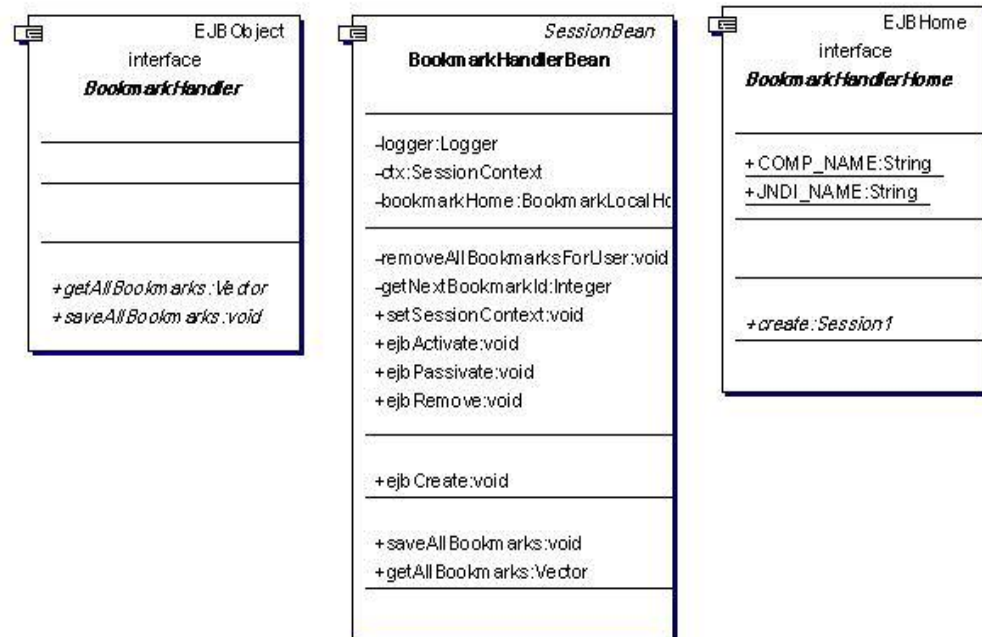 EJBObject
interface
BookmarkHandler
+getAllBookmarks:Vector
+saveAllBookmarks:void
SessionBean
BookmarkHandlerBean
-logger:Logger
-ctx:SessionContext
-bookmarkHome:BookmarkLocalHo
-removeAllBookmarksForUser:void
-getNextBookmarkId:Integer
+setSessionContext:void
+ejbActivate:void
+ejbPassivate:void
+ejbRemove:void
+ejbCreate:void
+saveAllBookmarks:void
+getAllBookmarks:Vector
EJBHome
interface
BookmarkHandlerHome
+COMP_NAME:String
+JNDI_NAME:String
+create:Session1